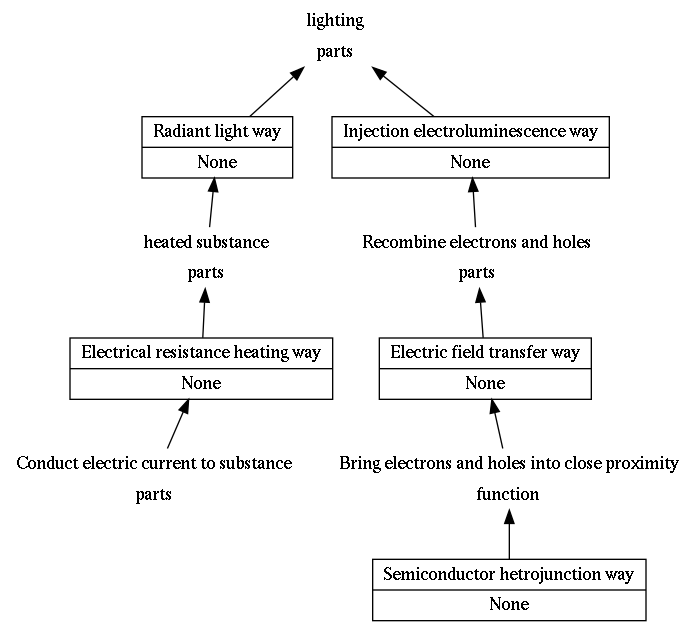 lighting
parts
Radiant light way
None
Injection electroluminescence way
None
heated substance
parts
Recombine electrons and holes
parts
Electrical resistance heating way
None
Electric field transfer way
None
Conduct electric current to substance
parts
Bring electrons and holes into close proximity
function
Semiconductor hetrojunction way
None